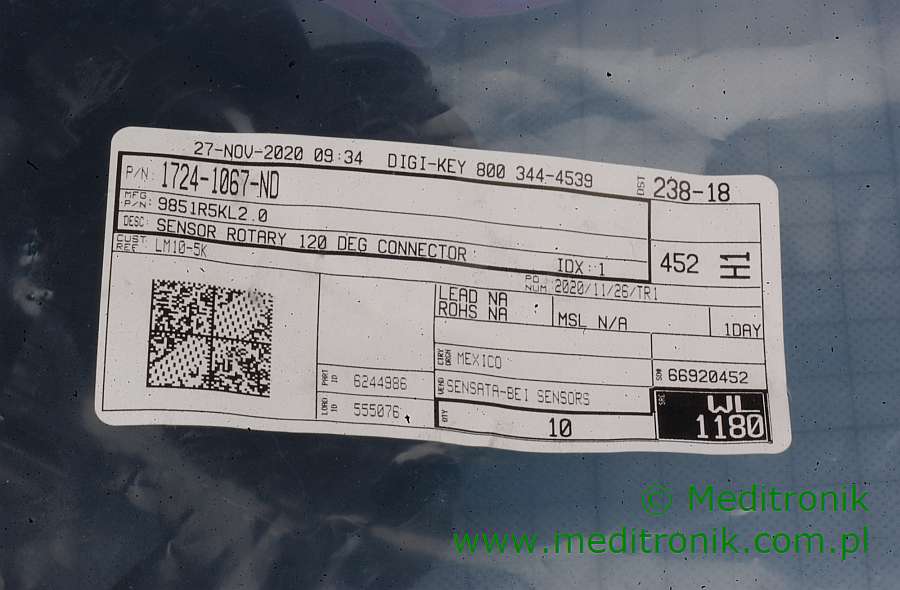 27-NOV-2020 09:34 DIGI-KEY 800 344-4539
P/N: 1724-1067-ND
DST 238-18
MFG P/N: 9851R5KL2.0
DESC: SENSOR ROTARY 120 DEG CONNECTOR
IDX: 1
452 H1
CUST REF: LM10-5K
PO NUM: 2020/11/26/TR1
LEAD NA
ROHS NA
MSL N/A
1DAY
MEXICO
PART ID 6244986
VEND SENSATA-BEI SENSORS
SO# 66920452
LOAD ID 555076
QTY 10
SRC WL
1180
© Meditronik
www.meditronik.com.pl